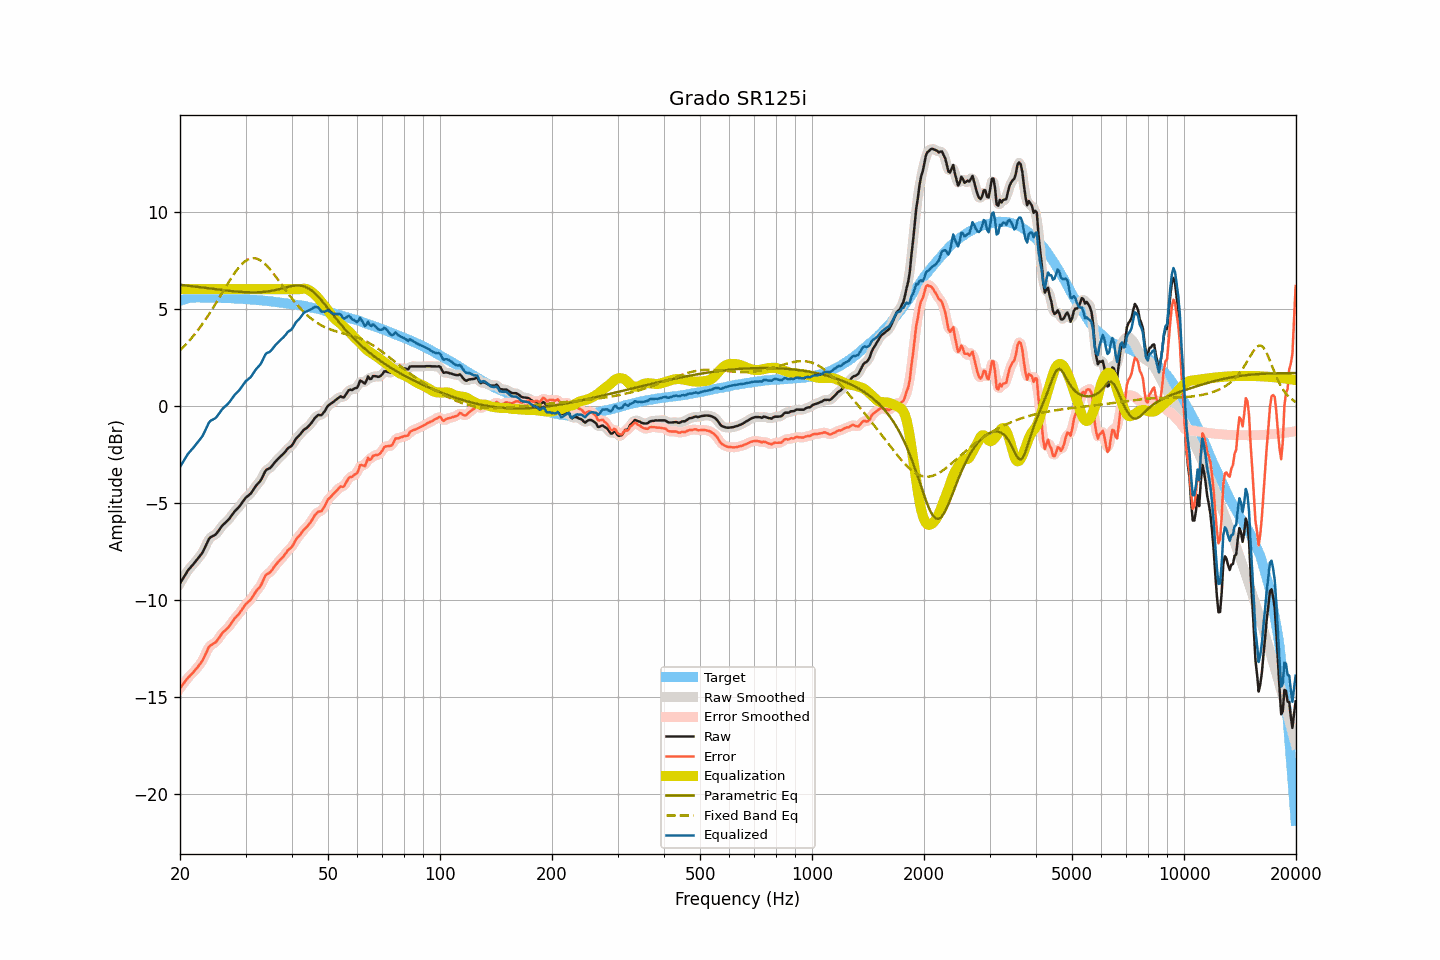 Grado SR125i
Amplitude (dBr)
10
5
0
−5
−10
−15
−20
Target
Raw Smoothed
Error Smoothed
Raw
Error
Equalization
Parametric Eq
Fixed Band Eq
Equalized
20 50 100 200 500 1000 2000 5000 10000 20000
Frequency (Hz)